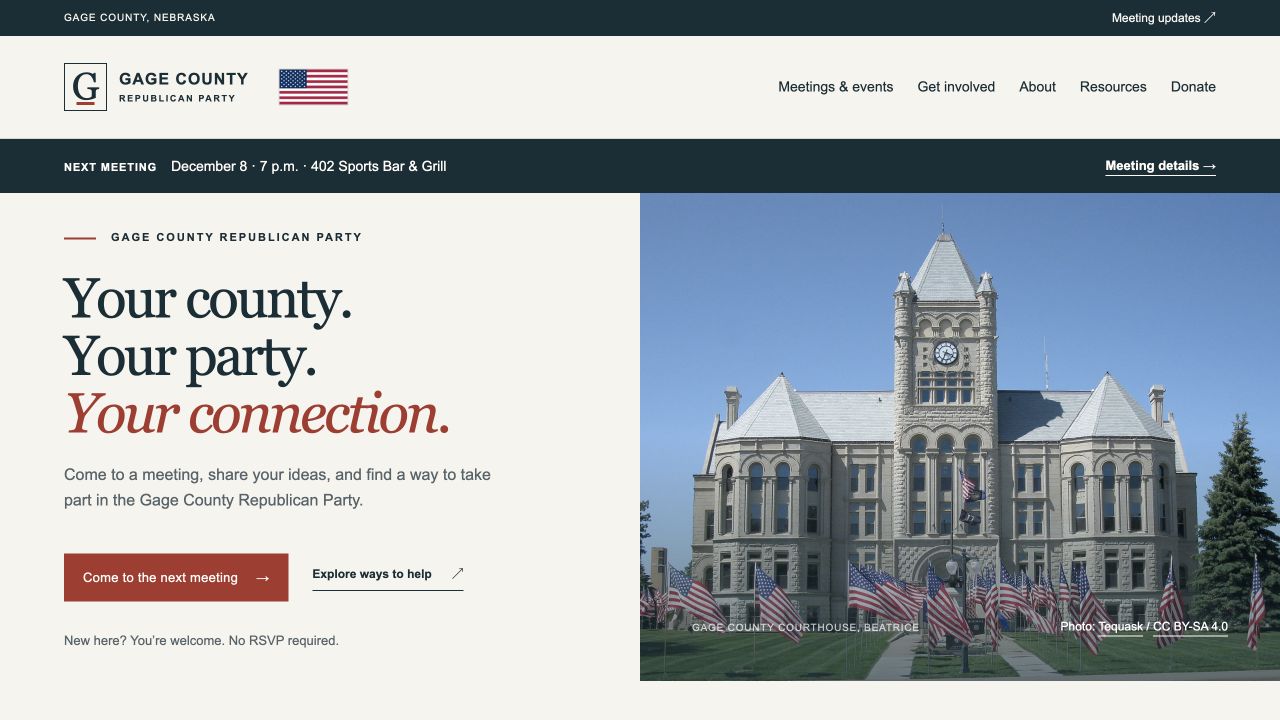 GAGE COUNTY, NEBRASKA
Meeting updates ↗
G
GAGE COUNTY
REPUBLICAN PARTY
Meetings & events
Get involved
About
Resources
Donate
NEXT MEETING
December 8 · 7 p.m. · 402 Sports Bar & Grill
Meeting details →
GAGE COUNTY REPUBLICAN PARTY
Your county.
Your party.
Your connection.
Come to a meeting, share your ideas, and find a way to take
part in the Gage County Republican Party.
Come to the next meeting →
Explore ways to help ↗
New here? You’re welcome. No RSVP required.
GAGE COUNTY COURTHOUSE, BEATRICE
Photo: Tequask / CC BY-SA 4.0